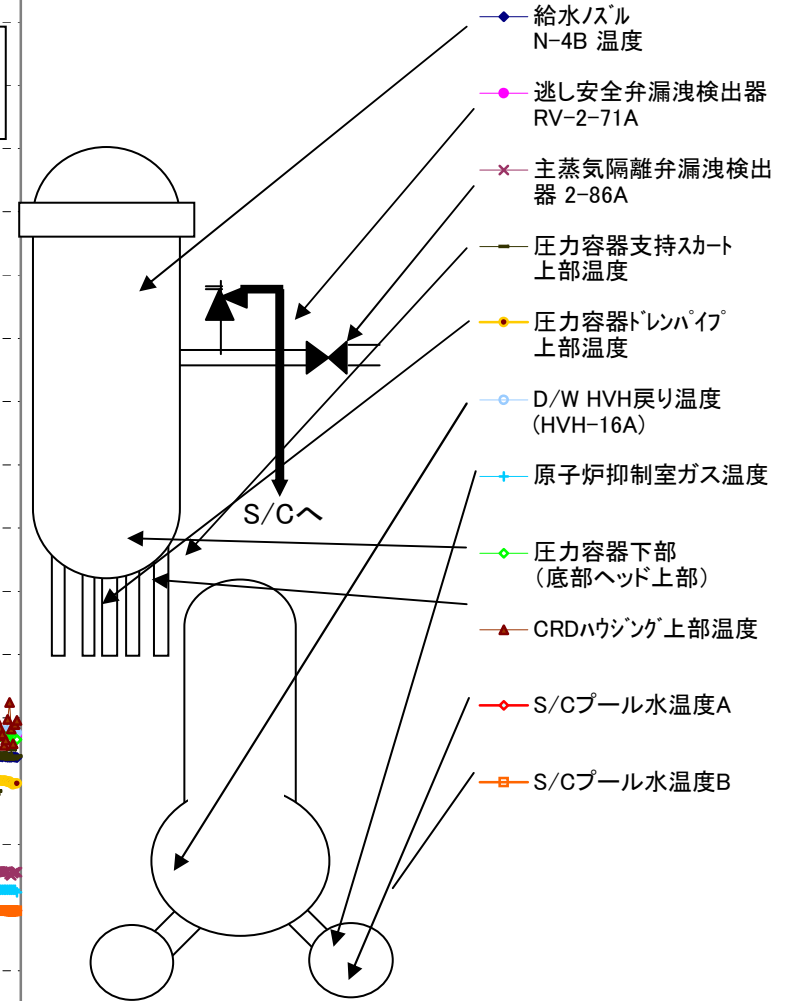 給水ノズル
N-4B 温度
逃し安全弁漏洩検出器
RV-2-71A
主蒸気隔離弁漏洩検出
器 2-86A
圧力容器支持スカート
上部温度
圧力容器ドレンパイプ
上部温度
D/W HVH戻り温度
(HVH-16A)
原子炉抑制室ガス温度
S/Cへ
圧力容器下部
（底部ヘッド上部）
CRDハウジング上部温度
S/Cプール水温度A
S/Cプール水温度B